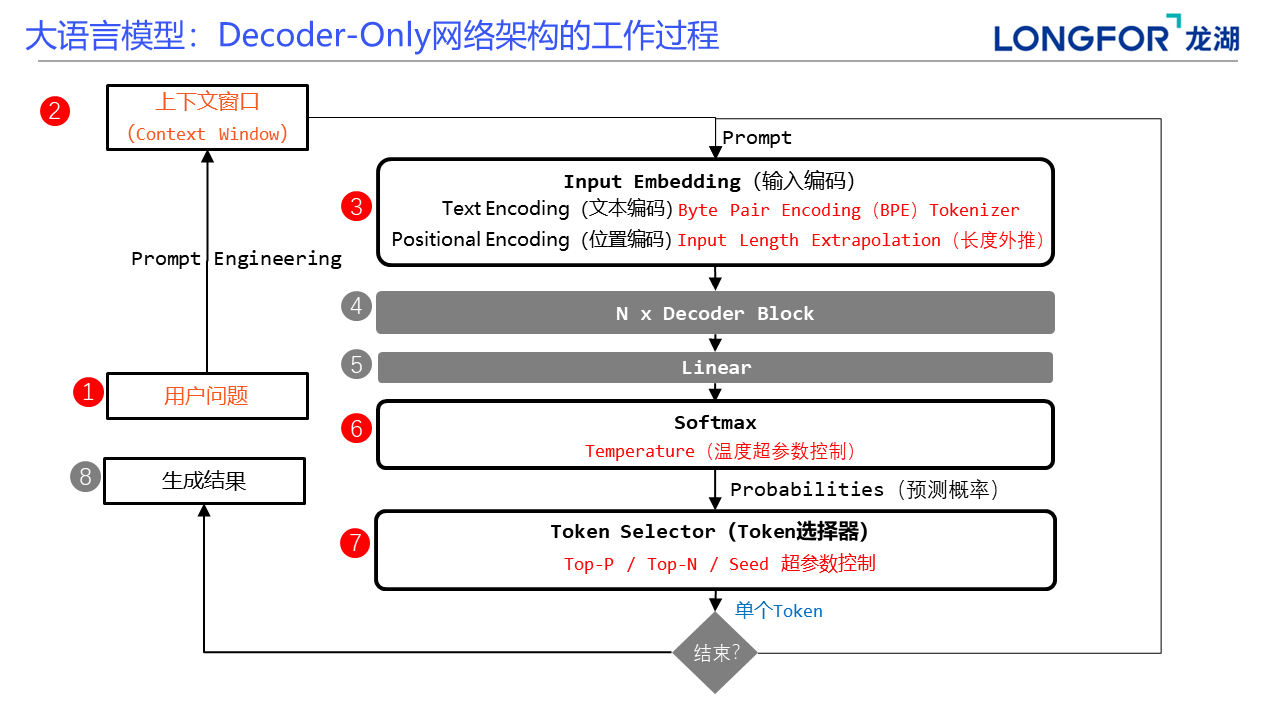 大语言模型：Decoder-Only网络架构的工作过程
LONGFOR 龙湖
2
上下文窗口
（Context Window）
Prompt
3
Input Embedding（输入编码）
Text Encoding（文本编码）Byte Pair Encoding（BPE）Tokenizer
Positional Encoding（位置编码）Input Length Extrapolation（长度外推）
Prompt Engineering
4
N x Decoder Block
5
Linear
1
用户问题
6
Softmax
Temperature（温度超参数控制）
8
生成结果
Probabilities（预测概率）
7
Token Selector（Token选择器）
Top-P / Top-N / Seed 超参数控制
单个Token
结束?